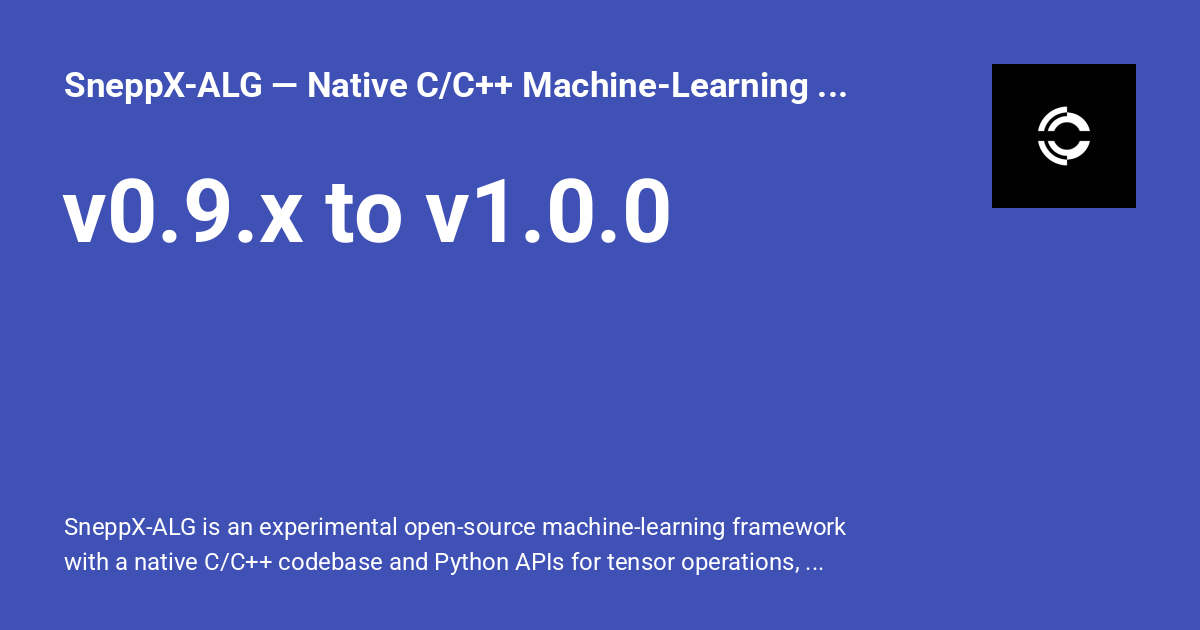 SneppX-ALG — Native C/C++ Machine-Learning ...
v0.9.x to v1.0.0
SneppX-ALG is an experimental open-source machine-learning framework
with a native C/C++ codebase and Python APIs for tensor operations, ...